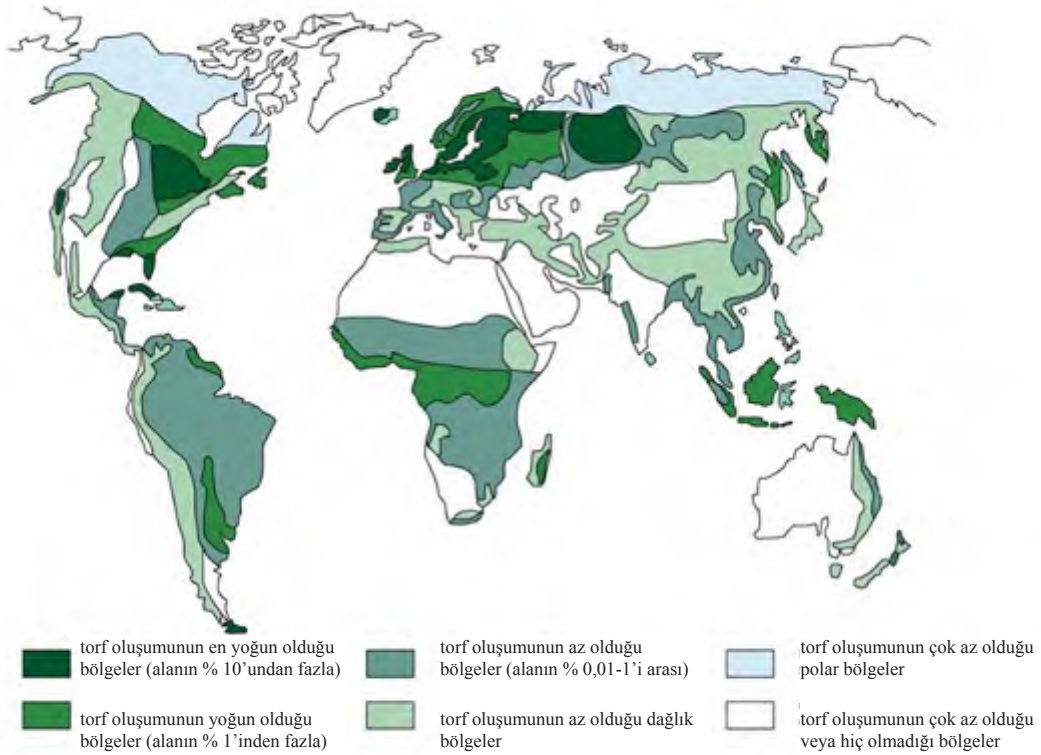 torf oluşumunun en yoğun olduğu
bölgeler (alanın % 10’undan fazla)
torf oluşumunun az olduğu
bölgeler (alanın % 0,01-1’i arası)
torf oluşumunun çok az olduğu
polar bölgeler
torf oluşumunun yoğun olduğu
bölgeler (alanın % 1’inden fazla)
torf oluşumunun az olduğu dağlık
bölgeler
torf oluşumunun çok az olduğu
veya hiç olmadığı bölgeler